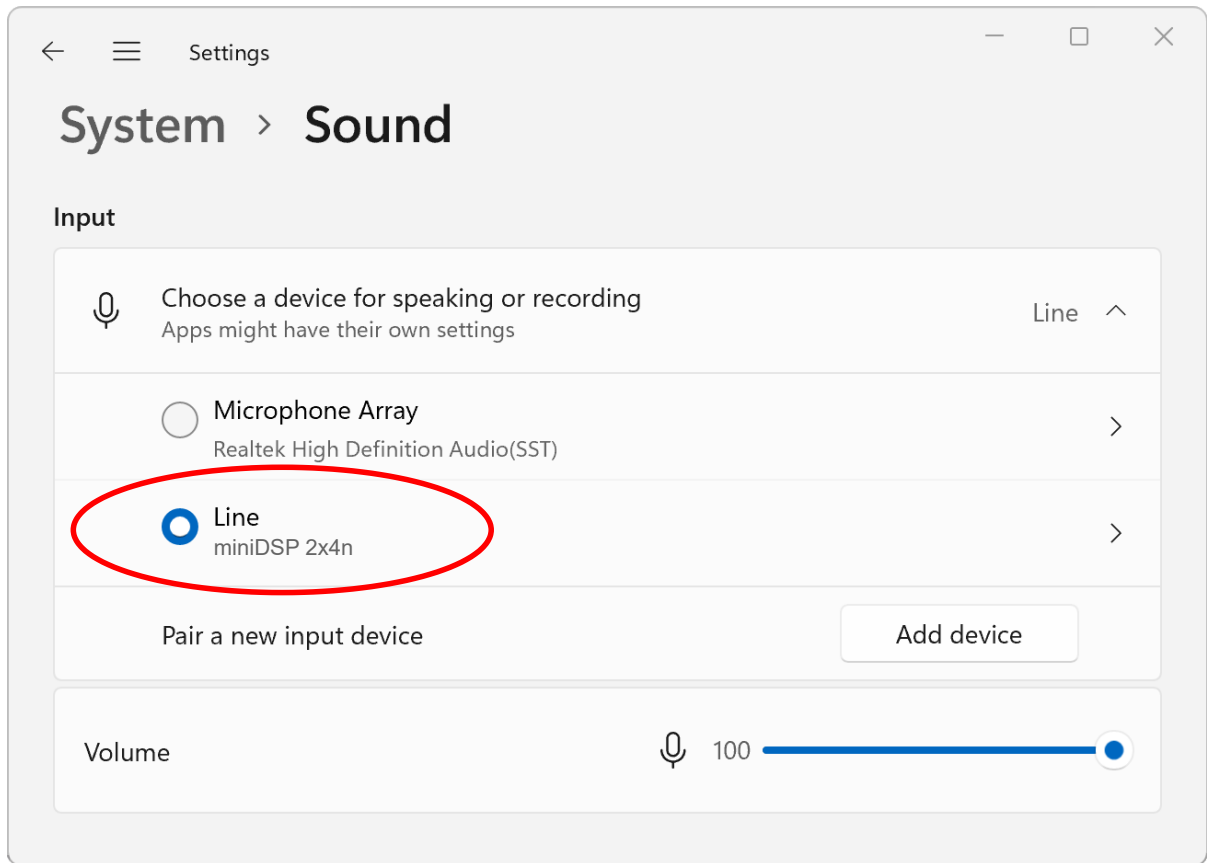 Settings
System > Sound
Input
Choose a device for speaking or recording
Apps might have their own settings
Line
Microphone Array
Realtek High Definition Audio(SST)
Line
miniDSP 2x4n
Pair a new input device
Add device
Volume
100